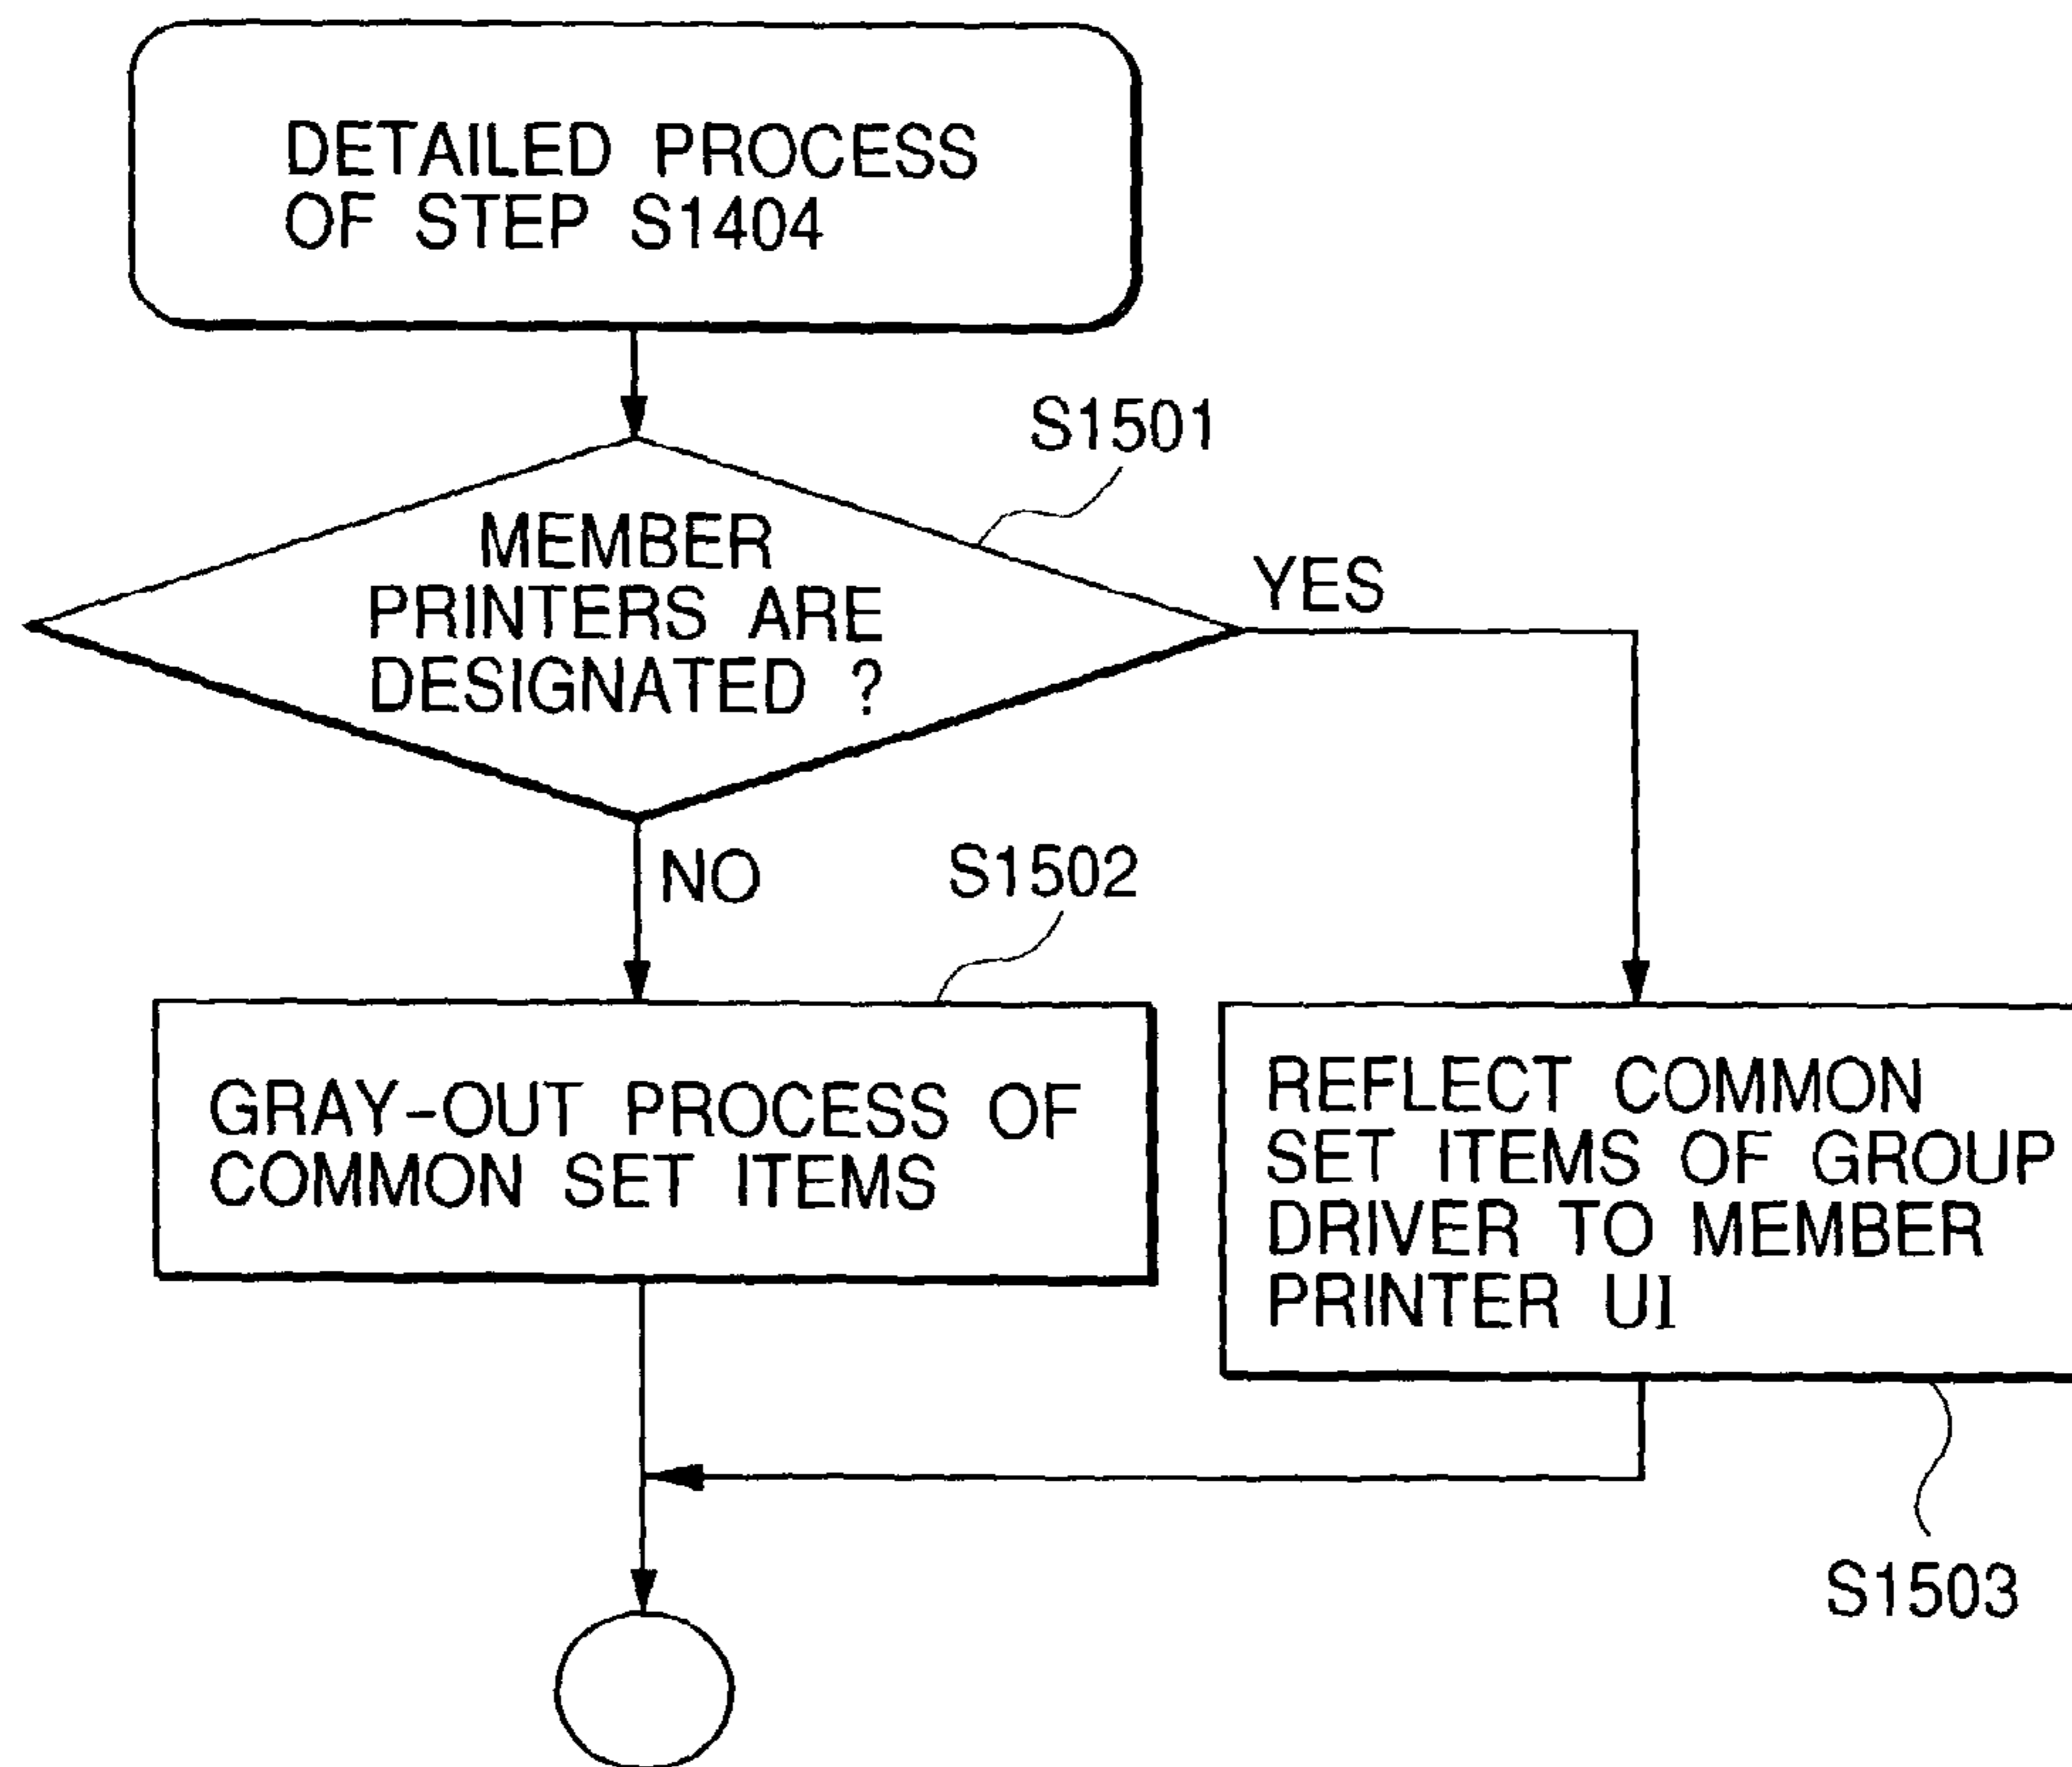 DETAILED PROCESS
OF STEP S1404
S1501
MEMBER
PRINTERS ARE
DESIGNATED ?
YES
NO
S1502
GRAY-OUT PROCESS OF
COMMON SET ITEMS
REFLECT COMMON
SET ITEMS OF GROUP
DRIVER TO MEMBER
PRINTER UI
S1503